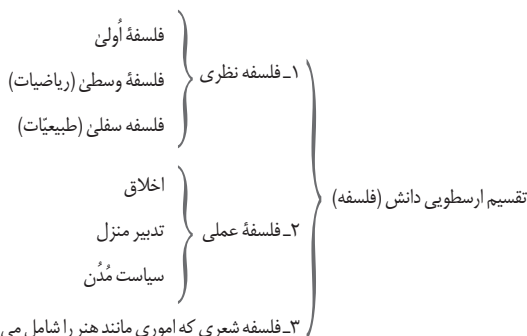 تقسیم ارسطویی دانش (فلسفه)
۱ـ فلسفه نظری
فلسفهٔ اُولیٰ
فلسفهٔ وسطیٰ (ریاضیات)
فلسفه سفلیٰ (طبیعیّات)
۲ـ فلسفهٔ عملی
اخلاق
تدبیر منزل
سیاست مُدُن
۳ـ فلسفه شعری که اموری مانند هنر را شامل می